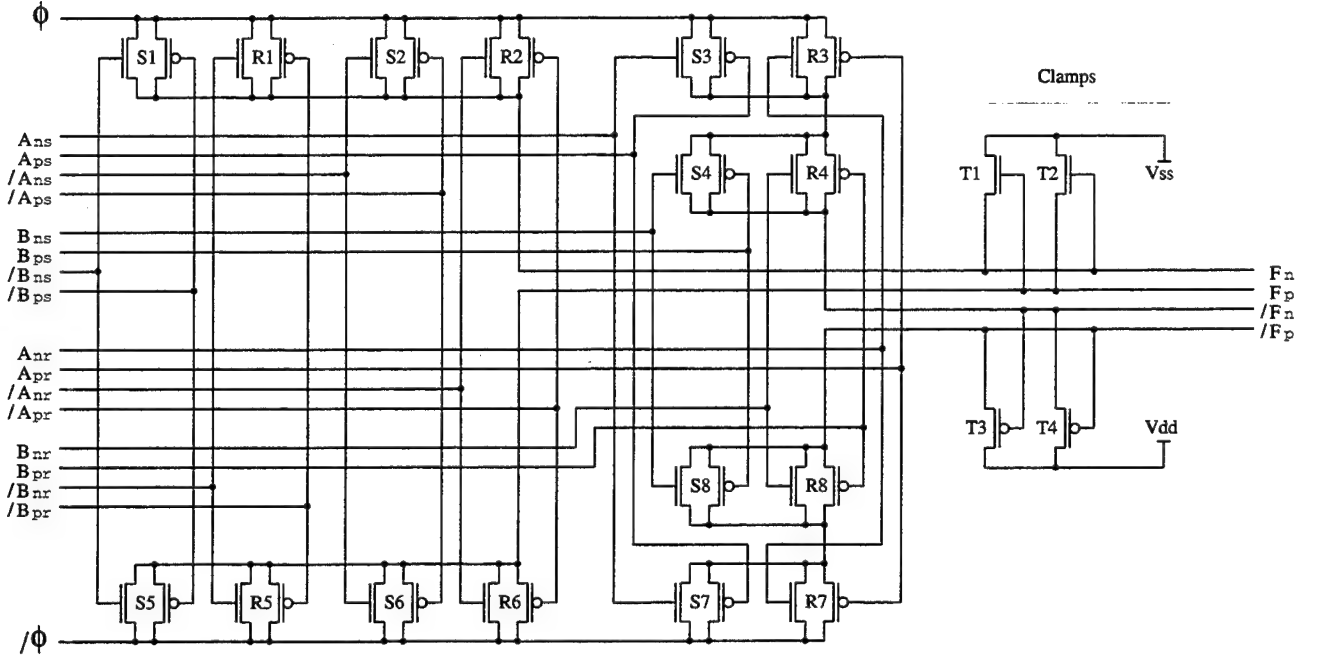 ϕ
S1 R1 S2 R2 S3 R3
Clamps
Ans
Aps
/Ans
/Aps
S4 R4 T1 T2 Vss
Bns
Bps
/Bns
/Bps
Fn
Fp
/Fn
/Fp
Anr
Apr
/Anr
/Apr
T3 T4 Vdd
Bnr
Bpr
/Bnr
/Bpr
S8 R8
S5 R5 S6 R6 S7 R7
/ϕ